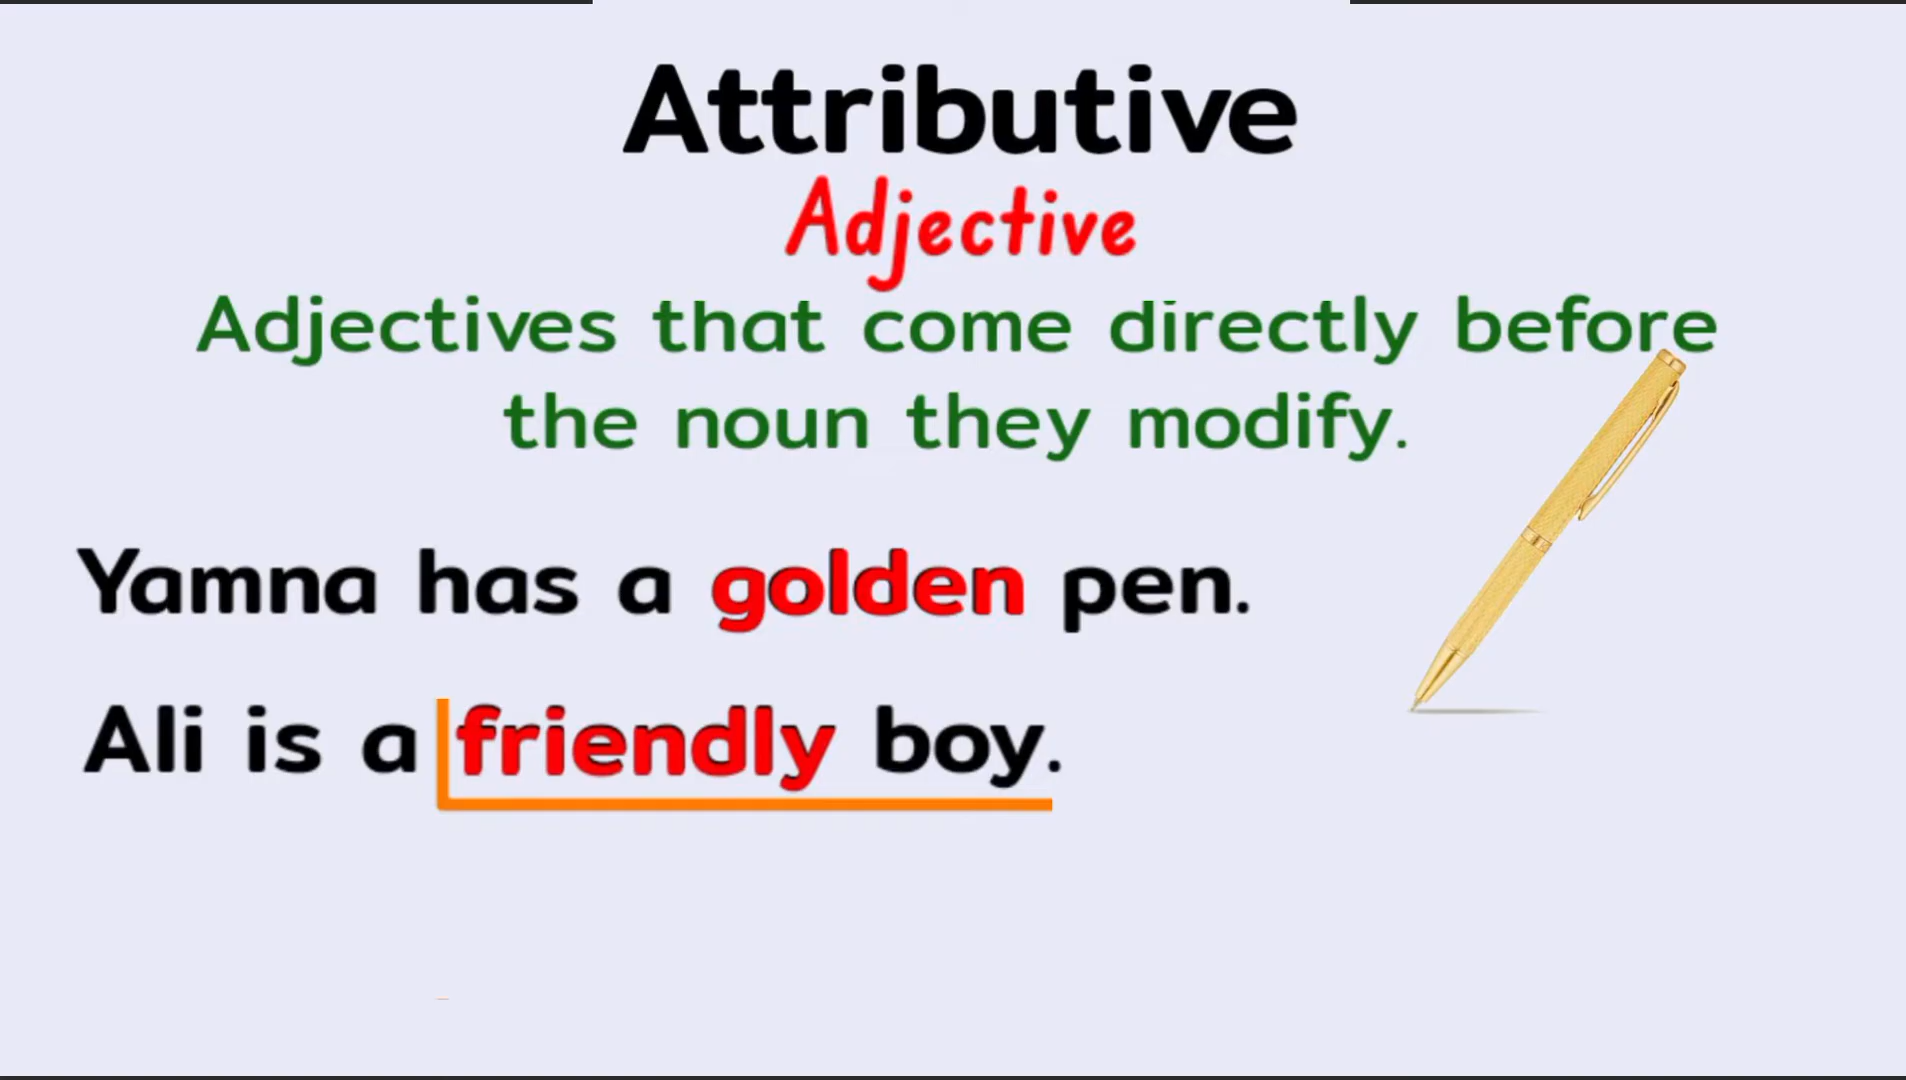 Attributive
Adjective
Adjectives that come directly before
the noun they modify.
Yamna has a golden pen.
Ali is a friendly boy.